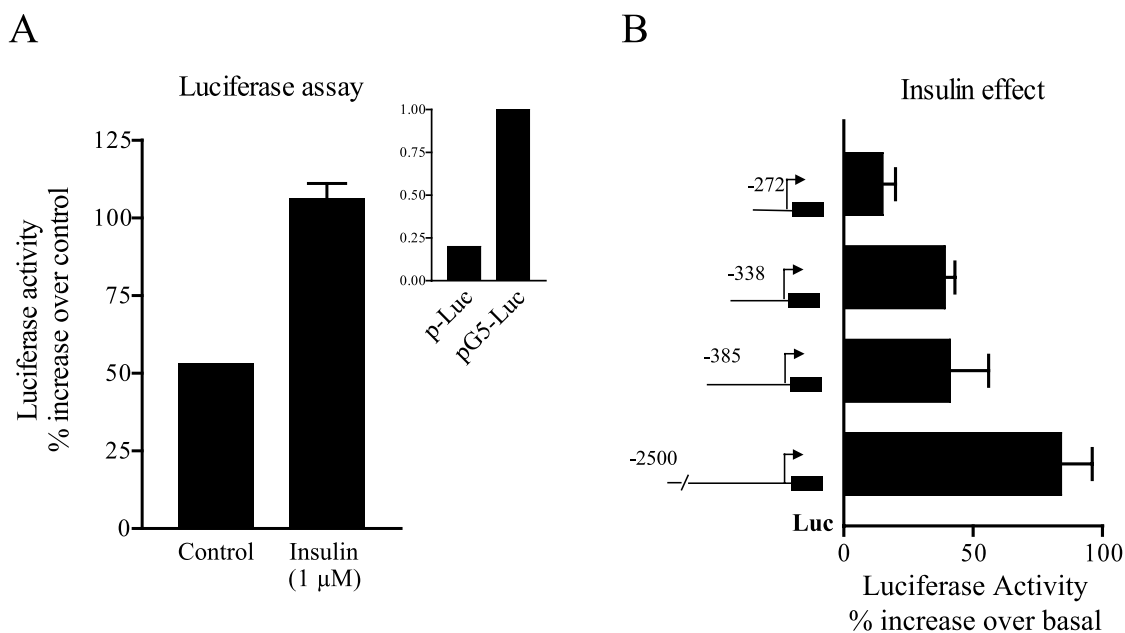 A
B
Luciferase assay
Insulin effect
Luciferase activity
% increase over control
125
100
75
50
25
0
Control
Insulin
(1 µM)
1.00
0.75
0.50
0.25
0.00
p-Luc
pG5-Luc
-272
-338
-385
-2500
Luc
0
50
100
Luciferase Activity
% increase over basal